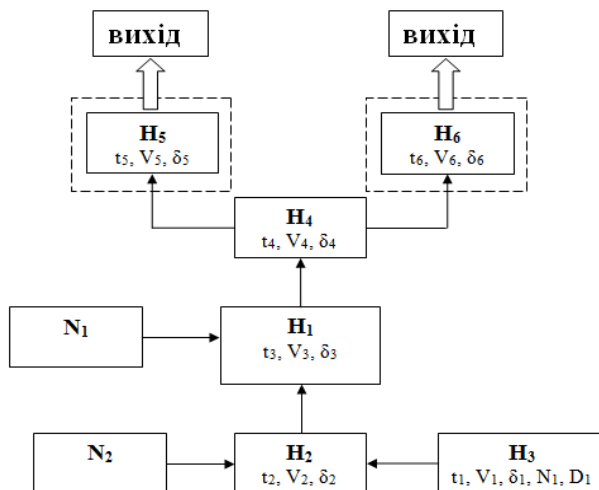 вихід
вихід
H₅
t₅, V₅, δ₅
H₆
t₆, V₆, δ₆
H₄
t₄, V₄, δ₄
N₁
H₁
t₃, V₃, δ₃
N₂
H₂
t₂, V₂, δ₂
H₃
t₁, V₁, δ₁, N₁, D₁